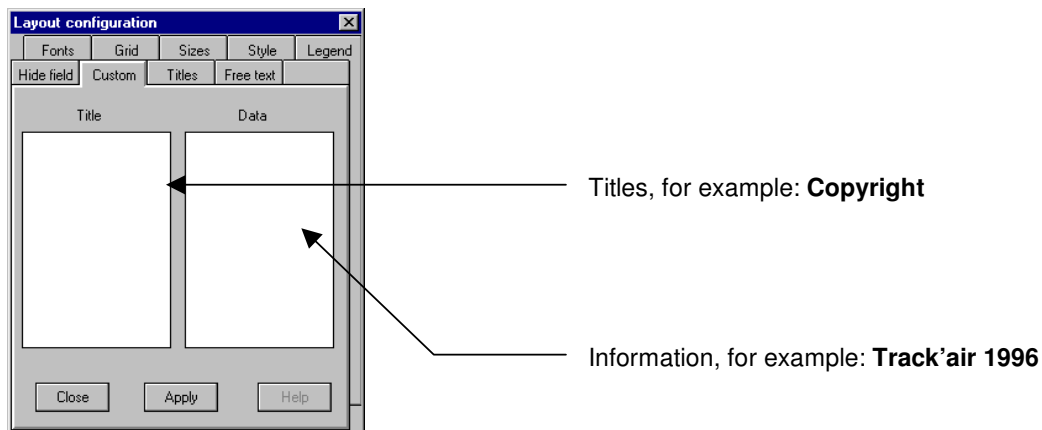 Layout configuration
Fonts Grid Sizes Style Legend
Hide field Custom Titles Free text
Title Data
Titles, for example: Copyright
Information, for example: Track'air 1996
Close Apply Help